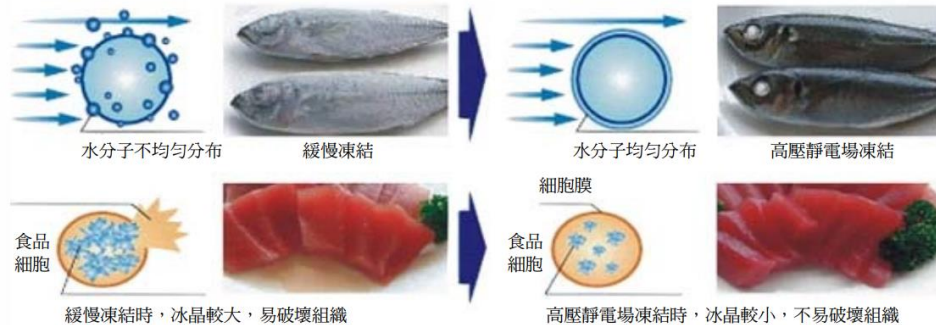 水分子不均勻分布
緩慢凍結
水分子均勻分布
高壓靜電場凍結
細胞膜
食品
細胞
食品
細胞
緩慢凍結時，冰晶較大，易破壞組織
高壓靜電場凍結時，冰晶較小，不易破壞組織